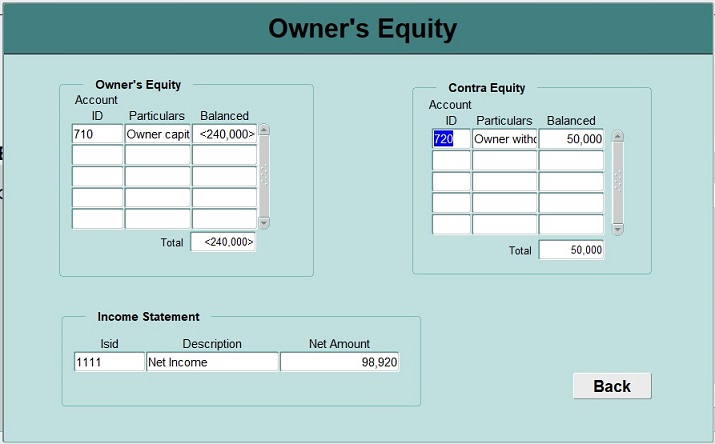 Owner's Equity
Owner's Equity
Account
ID Particulars Balanced
710 Owner capit <240,000>
Total <240,000>
Contra Equity
Account
ID Particulars Balanced
720 Owner withd 50,000
Total 50,000
Income Statement
Isid Description Net Amount
1111 Net Income 98,920
Back